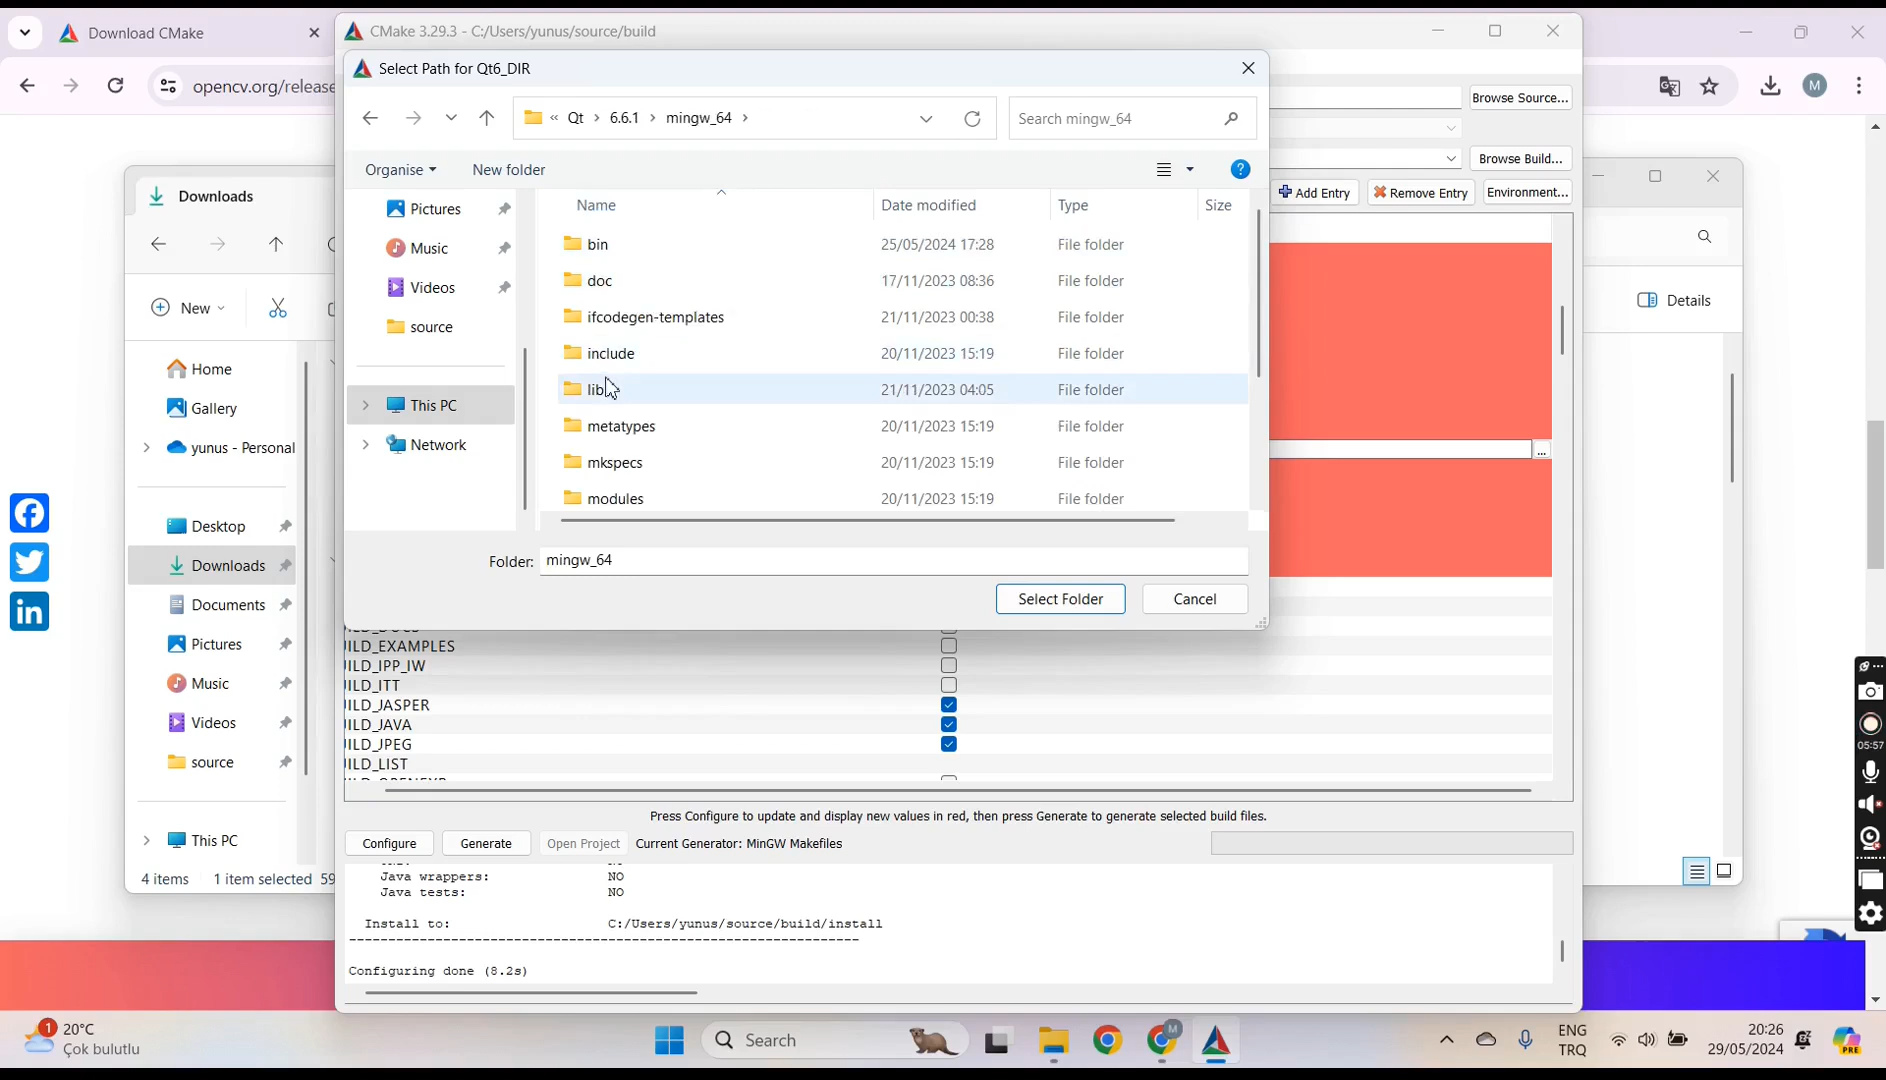 Download CMake
CMake 3.29.3 - C:/Users/yunus/source/build
opencv.org/release
Select Path for Qt6_DIR
Qt > 6.6.1 > mingw_64 >
Search mingw_64
Browse Source...
M
Organise
New folder
Browse Build...
Add Entry
Remove Entry
Environment...
Downloads
Pictures
Music
Videos
source
This PC
Network
Name
Date modified
Type
Size
bin 25/05/2024 17:28 File folder
doc 17/11/2023 08:36 File folder
ifcodegen-templates 21/11/2023 00:38 File folder
include 20/11/2023 15:19 File folder
lib 21/11/2023 04:05 File folder
metatypes 20/11/2023 15:19 File folder
mkspecs 20/11/2023 15:19 File folder
modules 20/11/2023 15:19 File folder
Folder: mingw_64
Select Folder
Cancel
New
Details
Home
Gallery
yunus - Personal
Desktop
Downloads
Documents
Pictures
Music
Videos
source
This PC
4 items 1 item selected 59
...
UILD_EXAMPLES
UILD_IPP_IW
UILD_ITT
UILD_JASPER
UILD_JAVA
UILD_JPEG
UILD_LIST
Press Configure to update and display new values in red, then press Generate to generate selected build files.
Configure
Generate
Open Project
Current Generator: MinGW Makefiles
Java wrappers: NO
Java tests: NO
Install to: C:/Users/yunus/source/build/install
-----------------------------------------------------------------
Configuring done (8.2s)
05:57
1
20°C
Çok bulutlu
Search
M
ENG
TRQ
20:26
29/05/2024
PRE